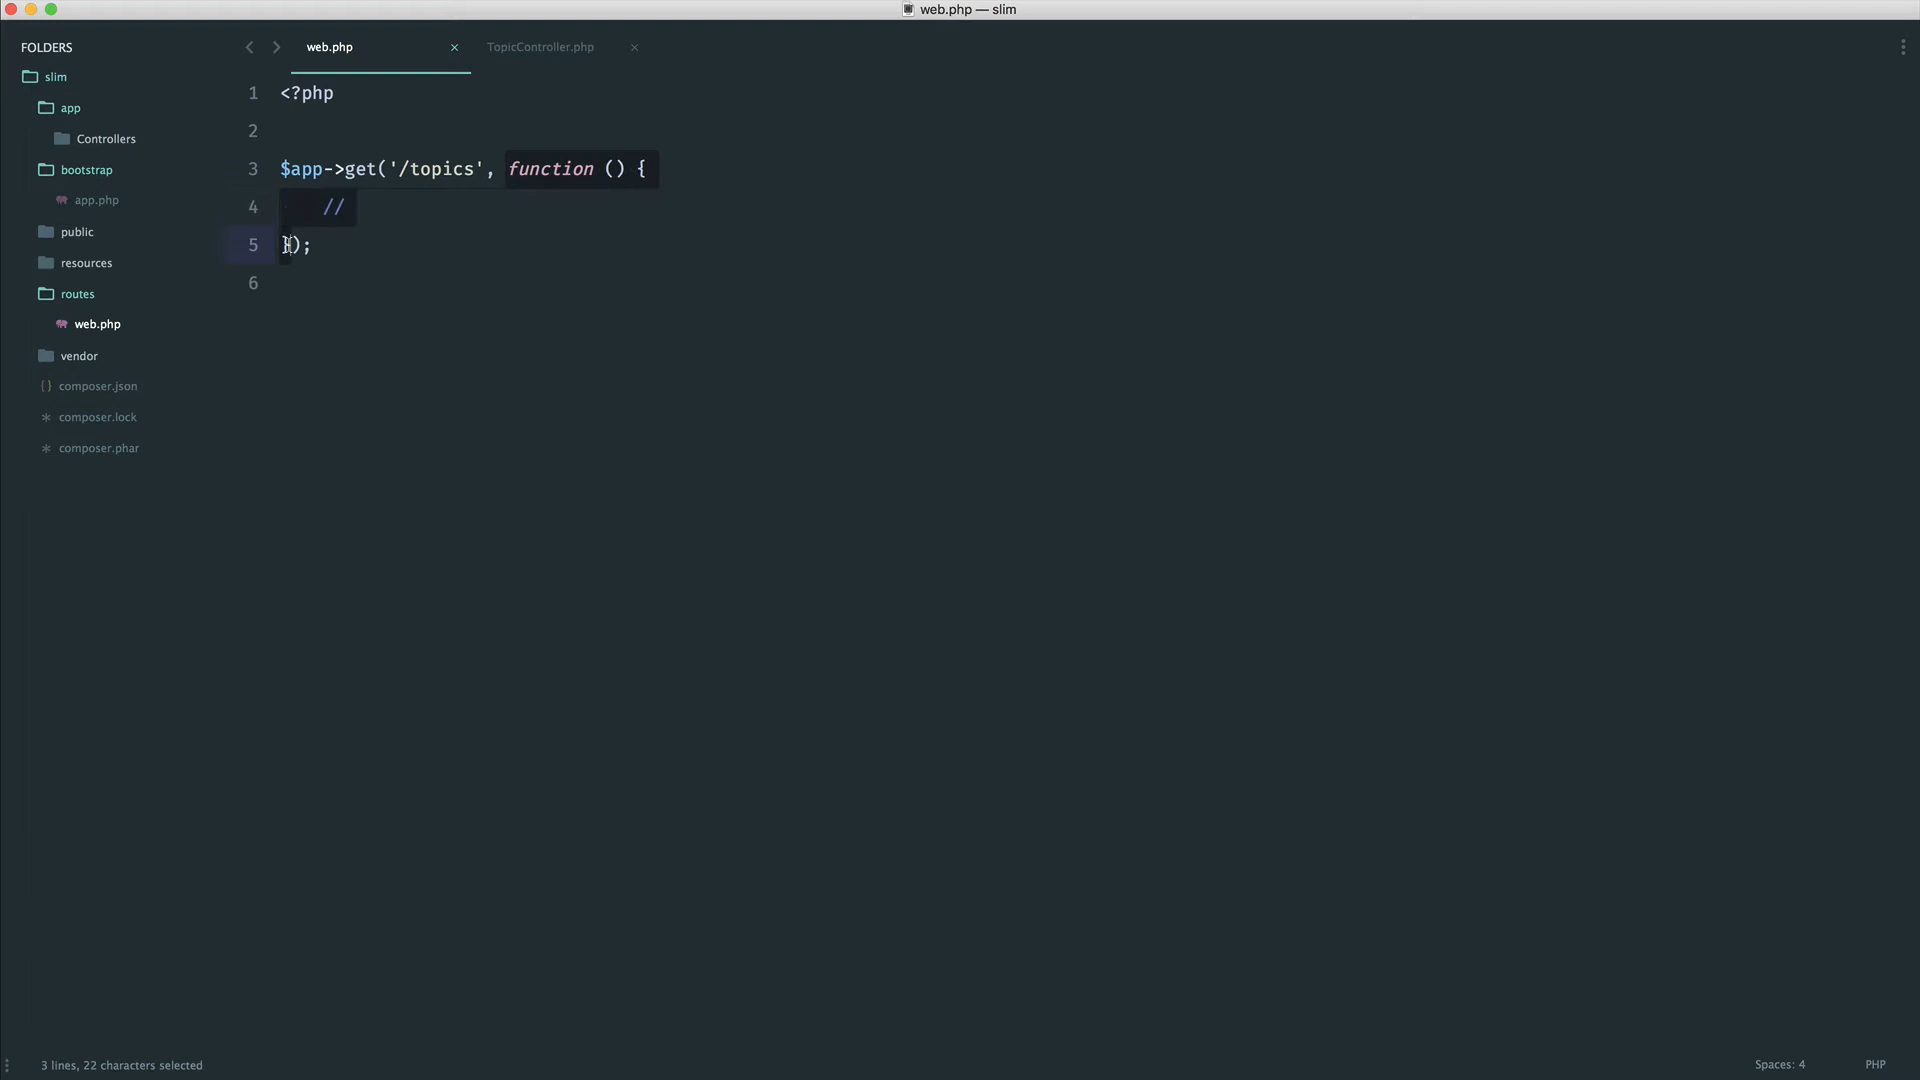 web.php — slim
FOLDERS
slim
app
Controllers
bootstrap
app.php
public
resources
routes
web.php
vendor
{ } composer.json
* composer.lock
* composer.phar
web.php ×
TopicController.php ×
1 <?php
2
3 $app->get('/topics', function () {
4     //
5 });
6
3 lines, 22 characters selected
Spaces: 4
PHP